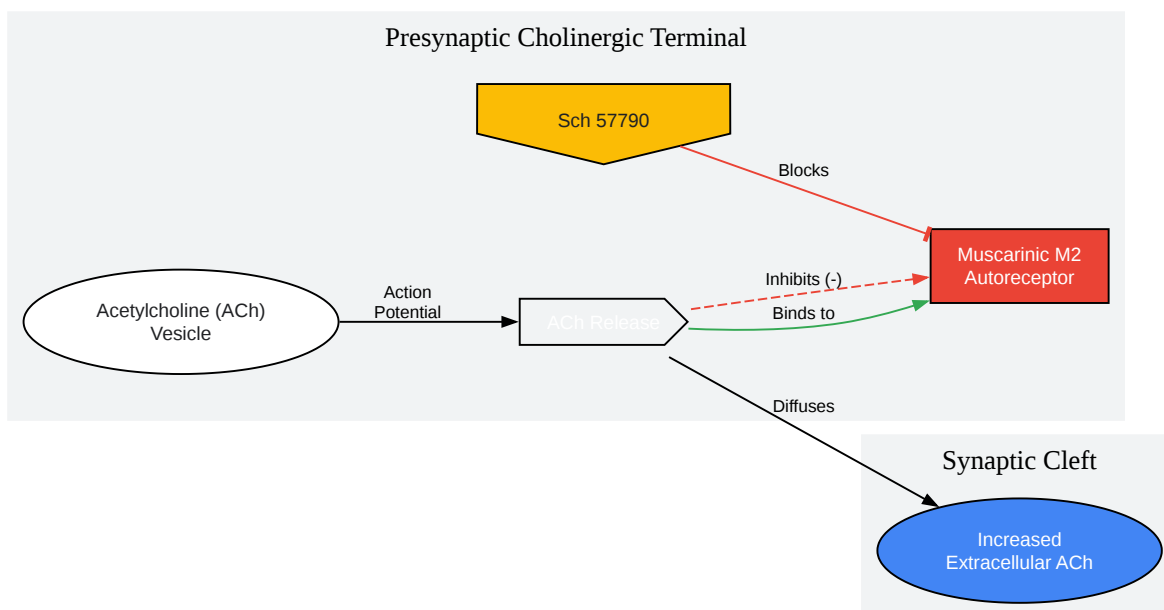 Presynaptic Cholinergic Terminal
Sch 57790
Blocks
Muscarinic M2
Autoreceptor
Inhibits (-)
Binds to
Acetylcholine (ACh)
Vesicle
Action
Potential
ACh Release
Diffuses
Synaptic Cleft
Increased
Extracellular ACh